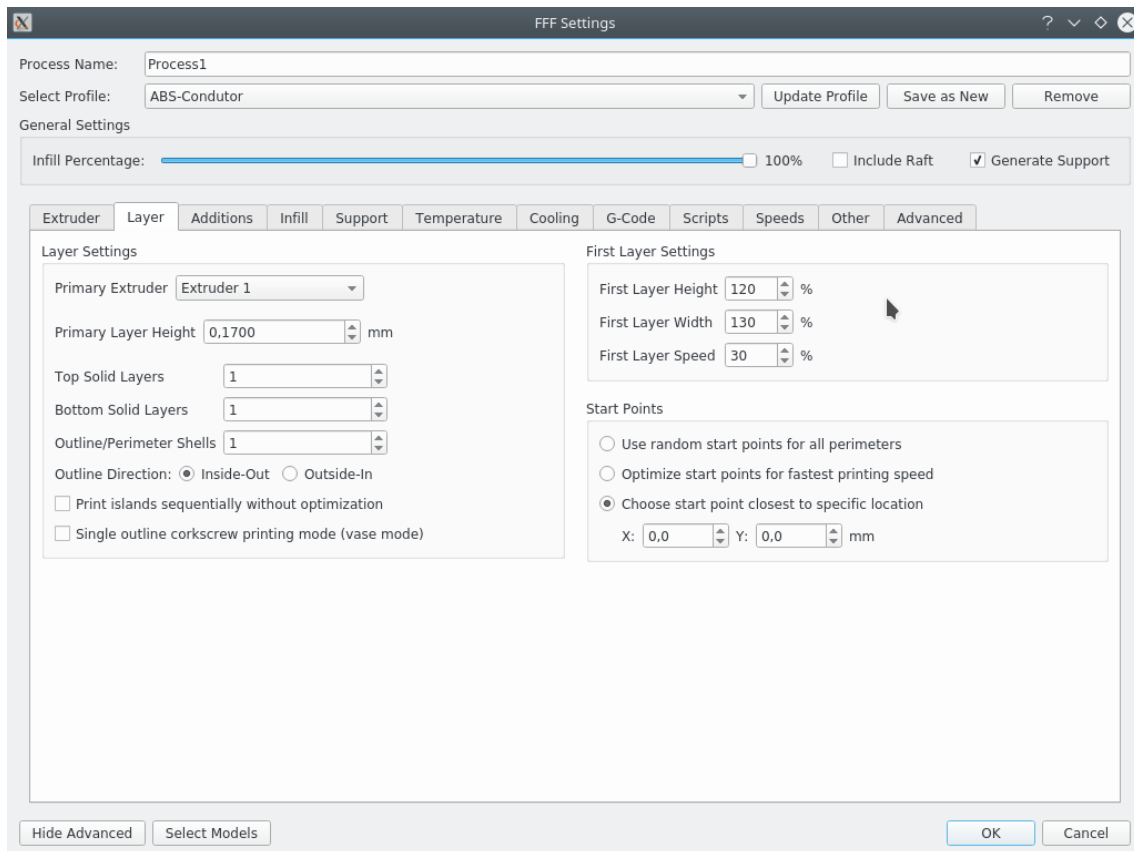 FFF Settings
Process Name: Process1
Select Profile: ABS-Condutor Update Profile Save as New Remove
General Settings
Infill Percentage: 100% Include Raft Generate Support
Extruder Layer Additions Infill Support Temperature Cooling G-Code Scripts Speeds Other Advanced
Layer Settings
Primary Extruder Extruder 1
Primary Layer Height 0,1700 mm
Top Solid Layers 1
Bottom Solid Layers 1
Outline/Perimeter Shells 1
Outline Direction: Inside-Out Outside-In
Print islands sequentially without optimization
Single outline corkscrew printing mode (vase mode)
First Layer Settings
First Layer Height 120 %
First Layer Width 130 %
First Layer Speed 30 %
Start Points
Use random start points for all perimeters
Optimize start points for fastest printing speed
Choose start point closest to specific location
X: 0,0 Y: 0,0 mm
Hide Advanced Select Models OK Cancel